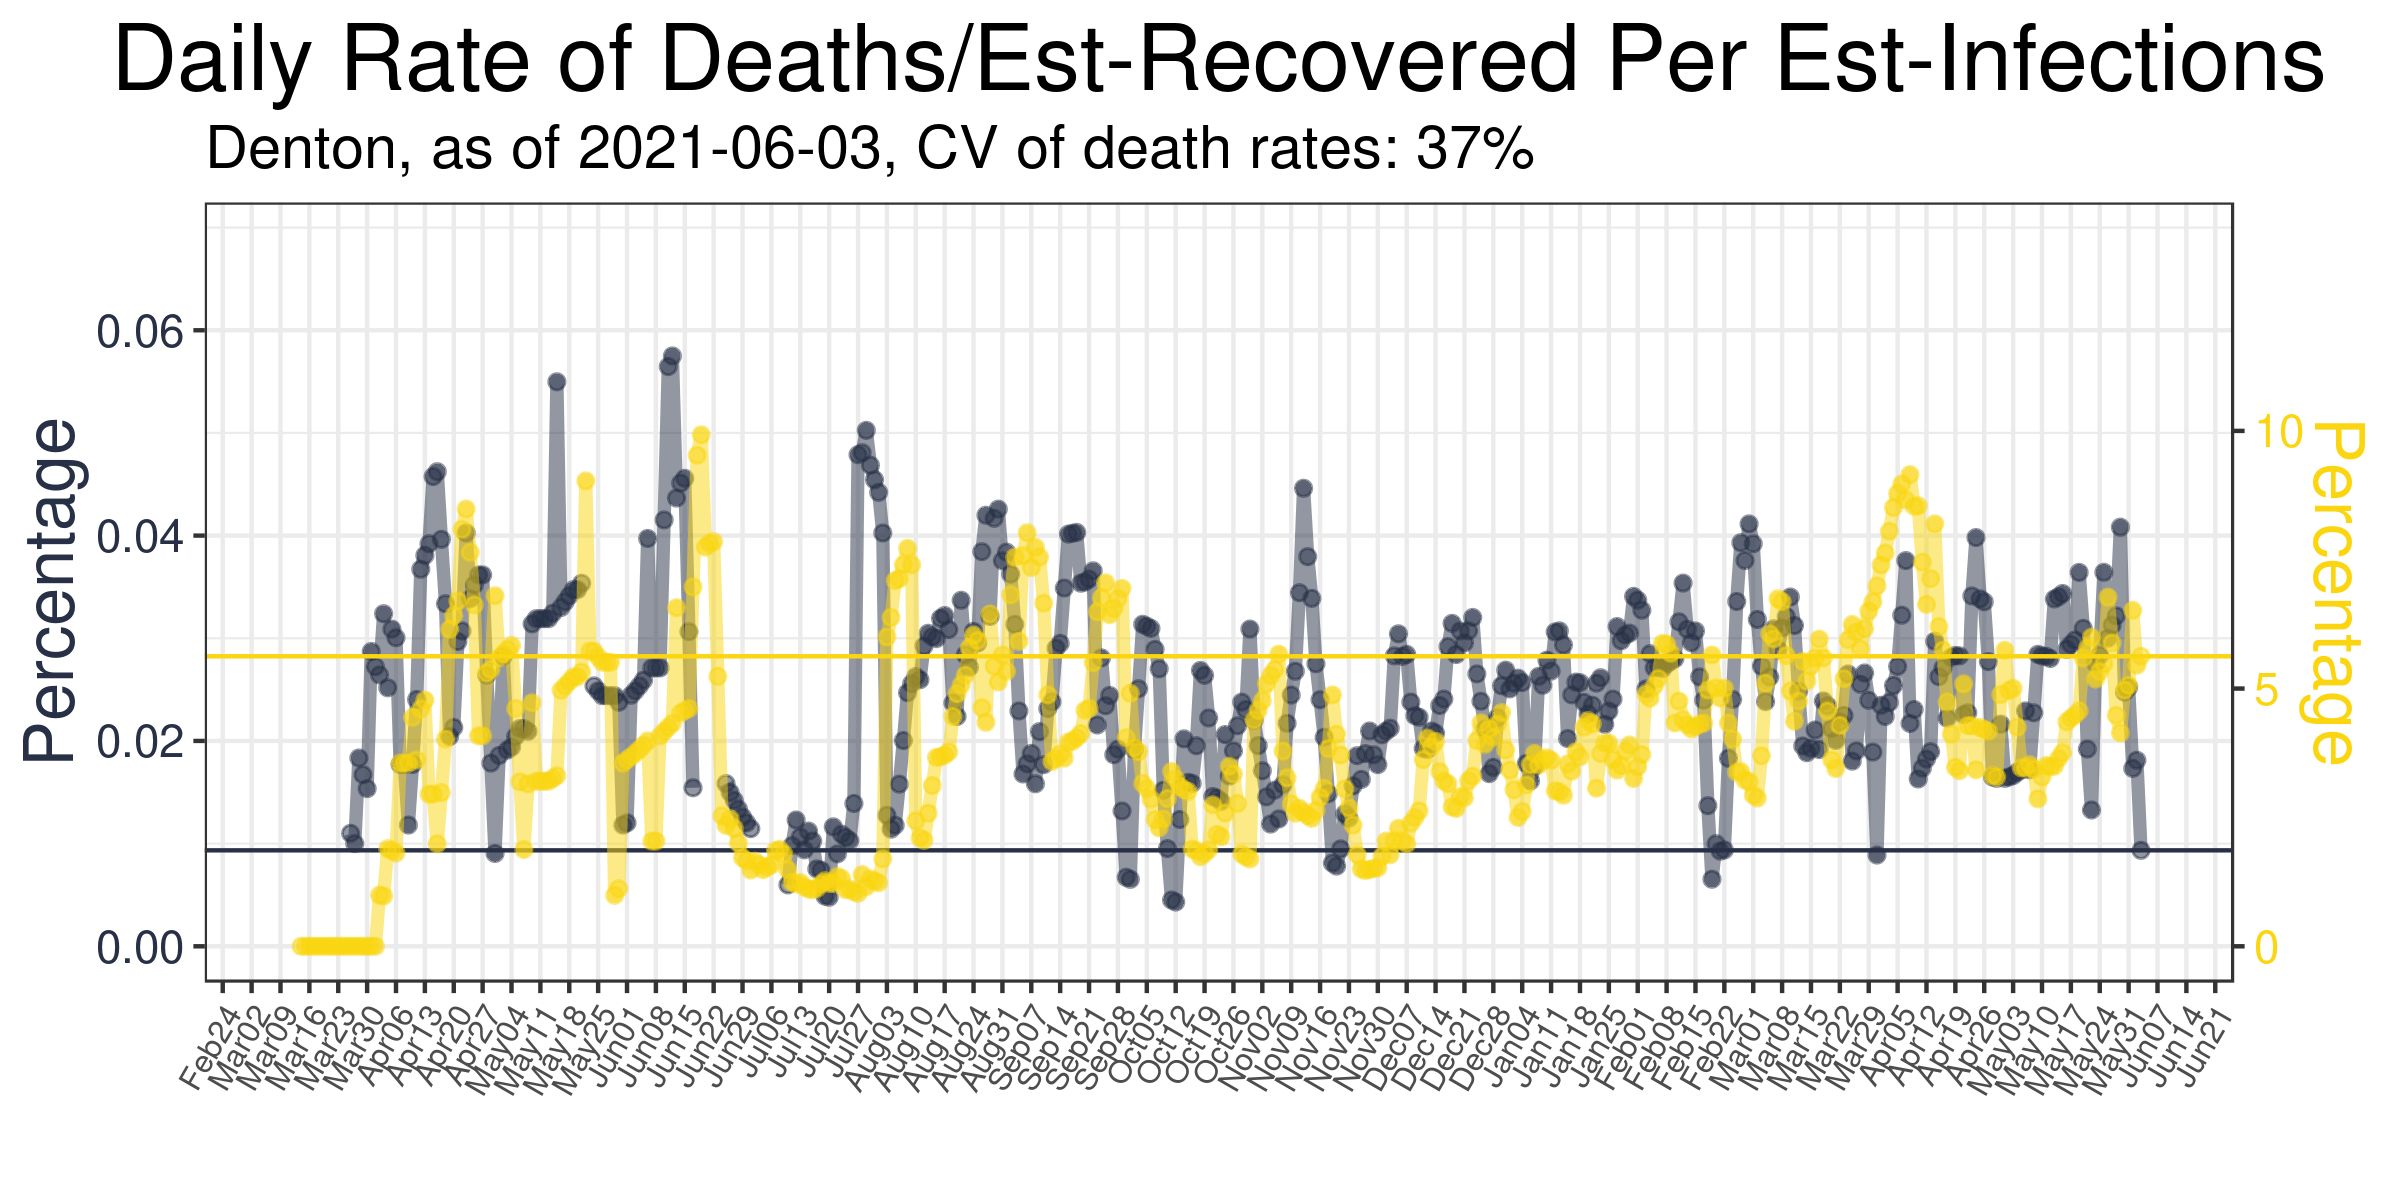 Daily Rate of Deaths/Est-Recovered Per Est-Infections
Denton, as of 2021-06-03, CV of death rates: 37%
Percentage
0.06
0.04
0.02
0.00
10
5
0
Percentage
Feb24
Mar02
Mar09
Mar16
Mar23
Mar30
Apr06
Apr13
Apr20
Apr27
May04
May11
May18
May25
Jun01
Jun08
Jun15
Jun22
Jun29
Jul06
Jul13
Jul20
Jul27
Aug03
Aug10
Aug17
Aug24
Aug31
Sep07
Sep14
Sep21
Sep28
Oct05
Oct12
Oct19
Oct26
Nov02
Nov09
Nov16
Nov23
Nov30
Dec07
Dec14
Dec21
Dec28
Jan04
Jan11
Jan18
Jan25
Feb01
Feb08
Feb15
Feb22
Mar01
Mar08
Mar15
Mar22
Mar29
Apr05
Apr12
Apr19
Apr26
May03
May10
May17
May24
May31
Jun07
Jun14
Jun21